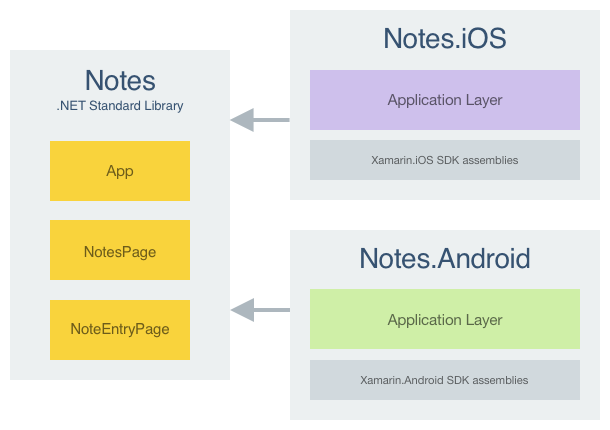 Notes
.NET Standard Library
App
NotesPage
NoteEntryPage
Notes.iOS
Application Layer
Xamarin.iOS SDK assemblies
Notes.Android
Application Layer
Xamarin.Android SDK assemblies